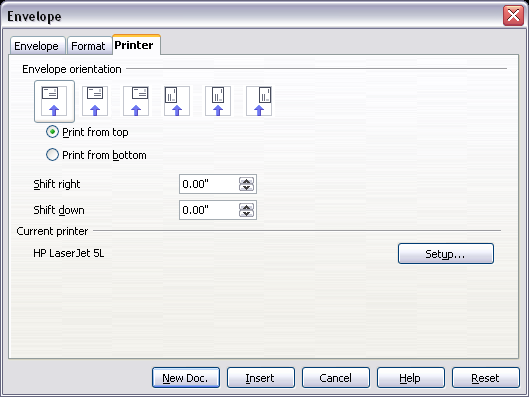 Envelope
Envelope Format Printer
Envelope orientation
Print from top
Print from bottom
Shift right 0.00"
Shift down 0.00"
Current printer
HP LaserJet 5L Setup...
New Doc. Insert Cancel Help Reset